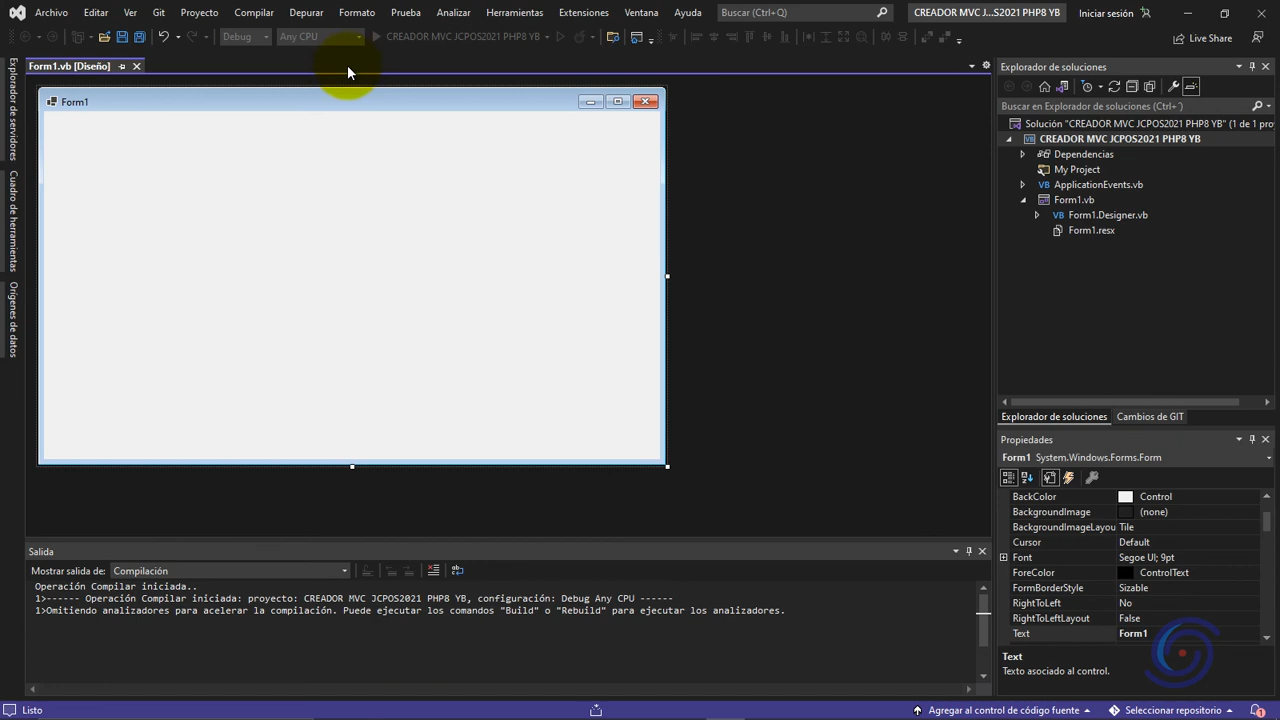 Archivo Editar Ver Git Proyecto Compilar Depurar Formato Prueba Analizar Herramientas Extensiones Ventana Ayuda Buscar (Ctrl+Q) CREADOR MVC J...S2021 PHP8 YB Iniciar sesión
Debug Any CPU CREADOR MVC JCPOS2021 PHP8 YB Live Share
Explorador de servidores
Cuadro de herramientas
Orígenes de datos
Form1.vb [Diseño]
Form1
Explorador de soluciones
Buscar en Explorador de soluciones (Ctrl+´)
Solución "CREADOR MVC JCPOS2021 PHP8 YB" (1 de 1 pro
CREADOR MVC JCPOS2021 PHP8 YB
Dependencias
My Project
VB ApplicationEvents.vb
Form1.vb
VB Form1.Designer.vb
Form1.resx
Explorador de soluciones Cambios de GIT
Propiedades
Form1 System.Windows.Forms.Form
BackColor Control
BackgroundImage (none)
BackgroundImageLayou Tile
Cursor Default
Font Segoe UI; 9pt
ForeColor ControlText
FormBorderStyle Sizable
RightToLeft No
RightToLeftLayout False
Text Form1
Text
Texto asociado al control.
Salida
Mostrar salida de: Compilación
Operación Compilar iniciada..
1>------ Operación Compilar iniciada: proyecto: CREADOR MVC JCPOS2021 PHP8 YB, configuración: Debug Any CPU ------
1>Omitiendo analizadores para acelerar la compilación. Puede ejecutar los comandos "Build" o "Rebuild" para ejecutar los analizadores.
Listo Agregar al control de código fuente Seleccionar repositorio 1